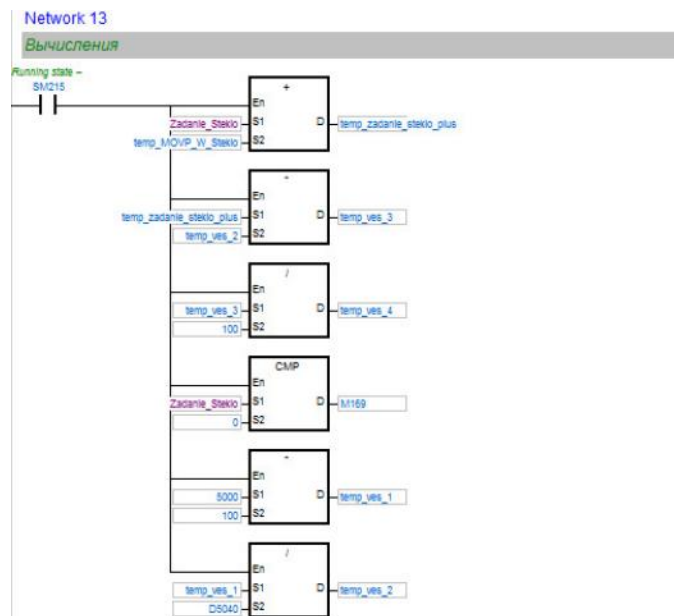 Network 13
Вычисления
Running state –
SM215
+
En
Zadanie_Steklo S1 D temp_zadanie_steklo_plus
temp_MOVP_W_Steklo S2
-
En
temp_zadanie_steklo_plus S1 D temp_ves_3
temp_ves_2 S2
/
En
temp_ves_3 S1 D temp_ves_4
100 S2
CMP
En
Zadanie_Steklo S1 D M169
0 S2
En
5000 S1 D temp_ves_1
100 S2
/
En
temp_ves_1 S1 D temp_ves_2
D5040 S2